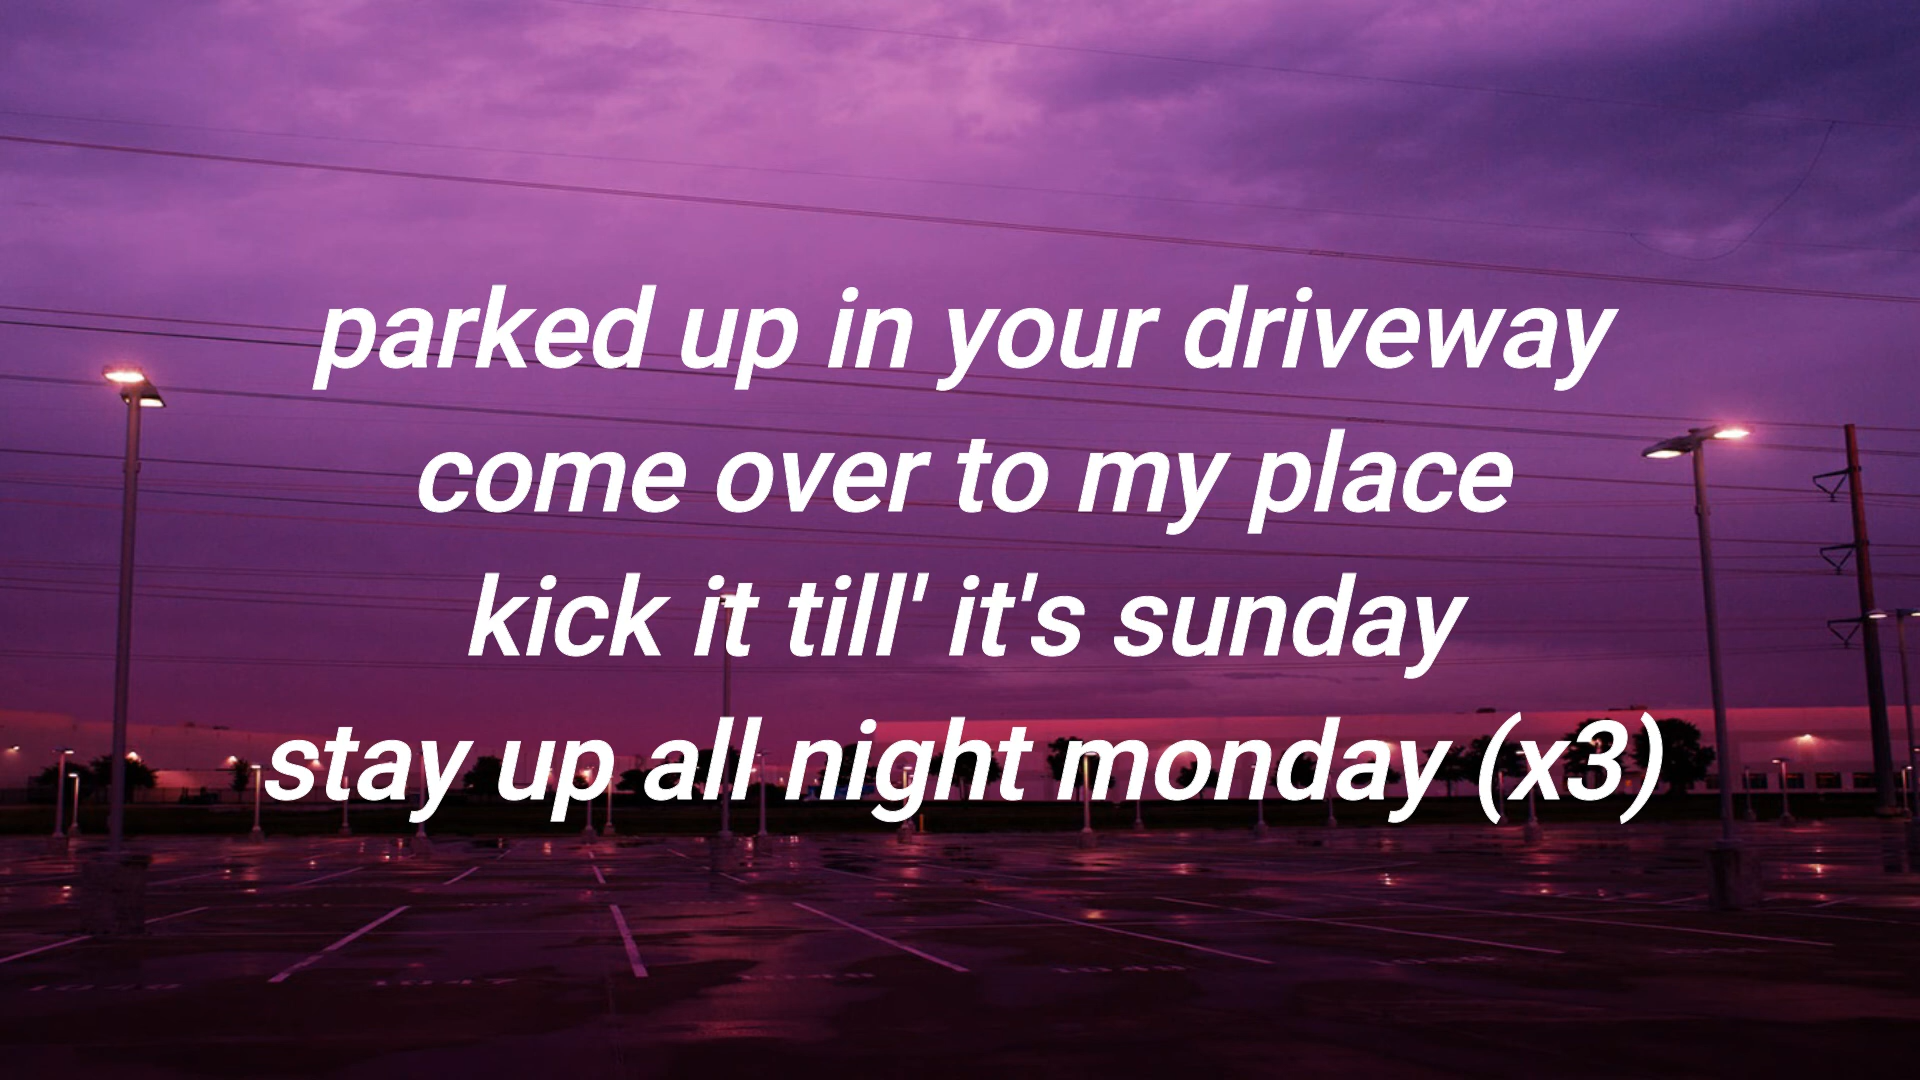 parked up in your driveway
come over to my place
kick it till' it's sunday
stay up all night monday (x3)
1047